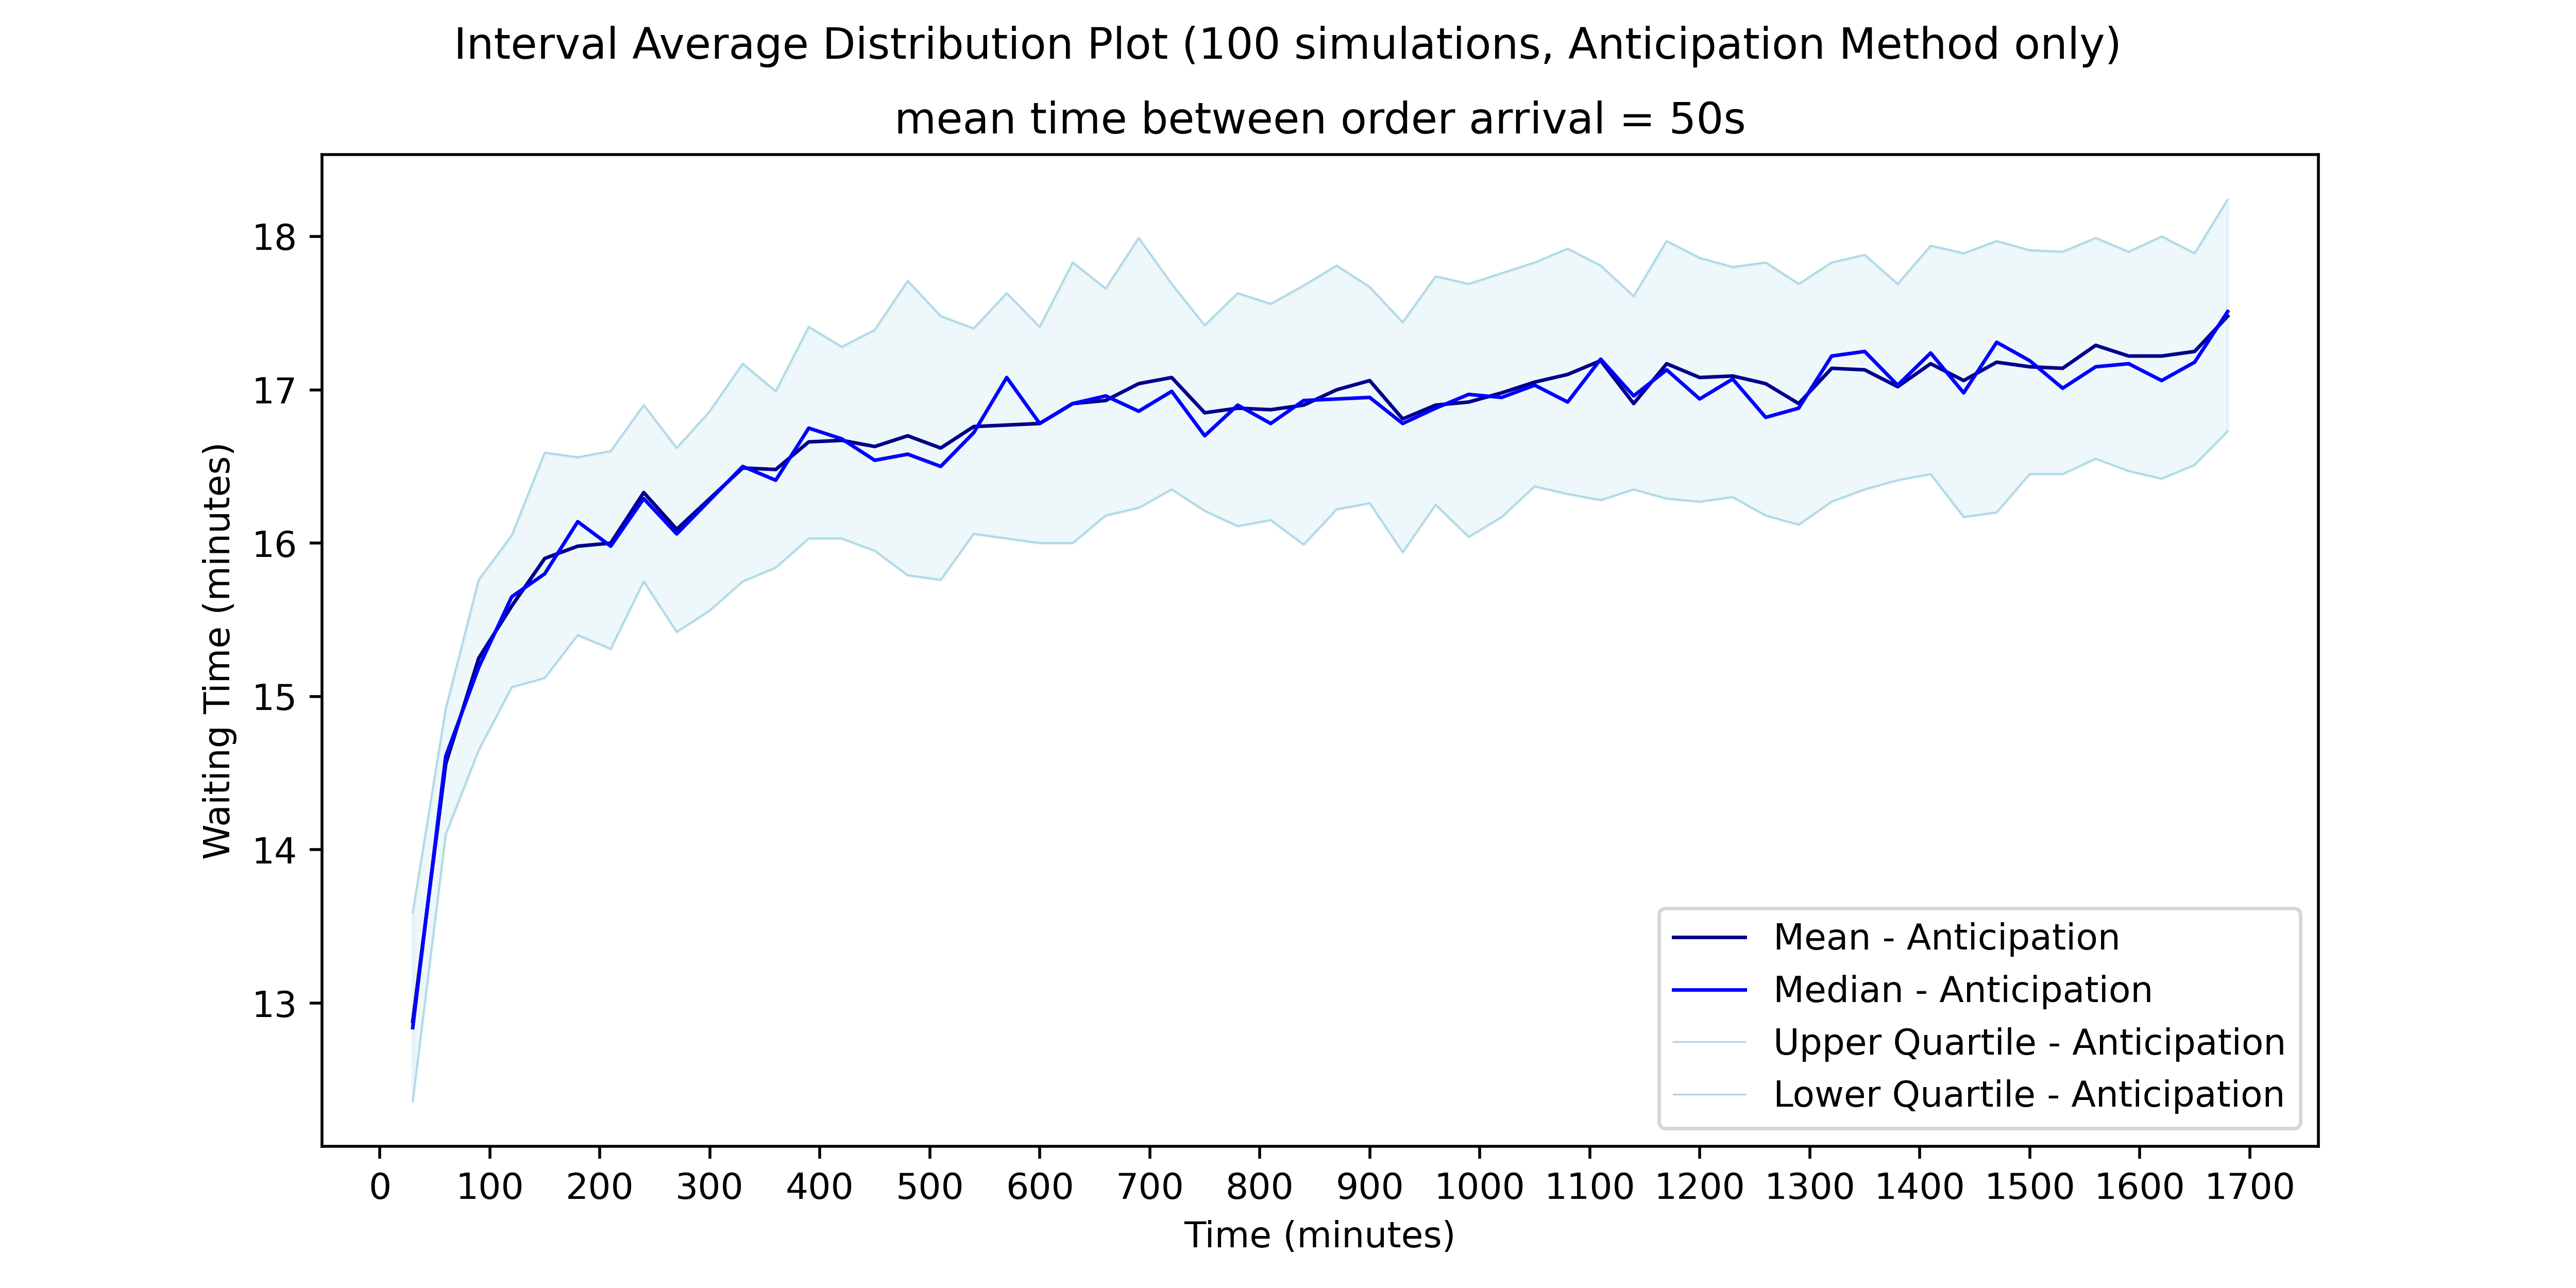 Interval Average Distribution Plot (100 simulations, Anticipation Method only)
mean time between order arrival = 50s
Waiting Time (minutes)
18
17
16
15
14
13
Mean - Anticipation
Median - Anticipation
Upper Quartile - Anticipation
Lower Quartile - Anticipation
0 100 200 300 400 500 600 700 800 900 1000 1100 1200 1300 1400 1500 1600 1700
Time (minutes)